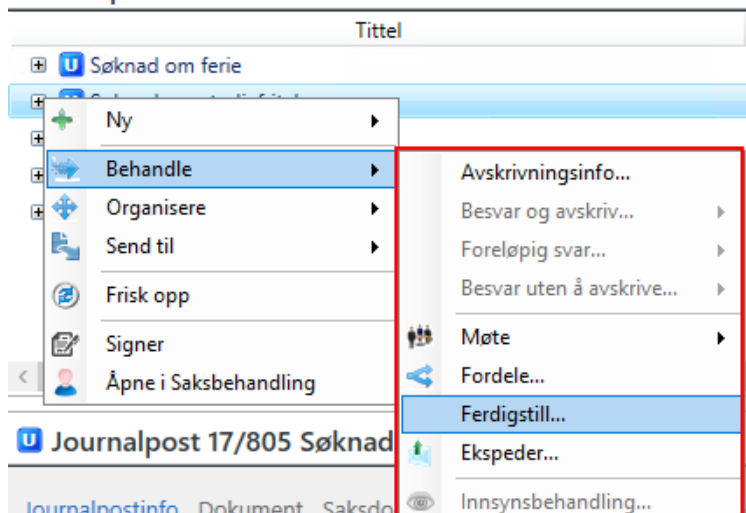 Tittel
U Søknad om ferie
Ny
Behandle
Organisere
Send til
Frisk opp
Signer
Åpne i Saksbehandling
Avskrivningsinfo...
Besvar og avskriv...
Foreløpig svar...
Besvar uten å avskrive...
Møte
Fordele...
Ferdigstill...
Ekspeder...
Innsynsbehandling...
U Journalpost 17/805 Søknad
Journalpostinfo Dokument Saksdo